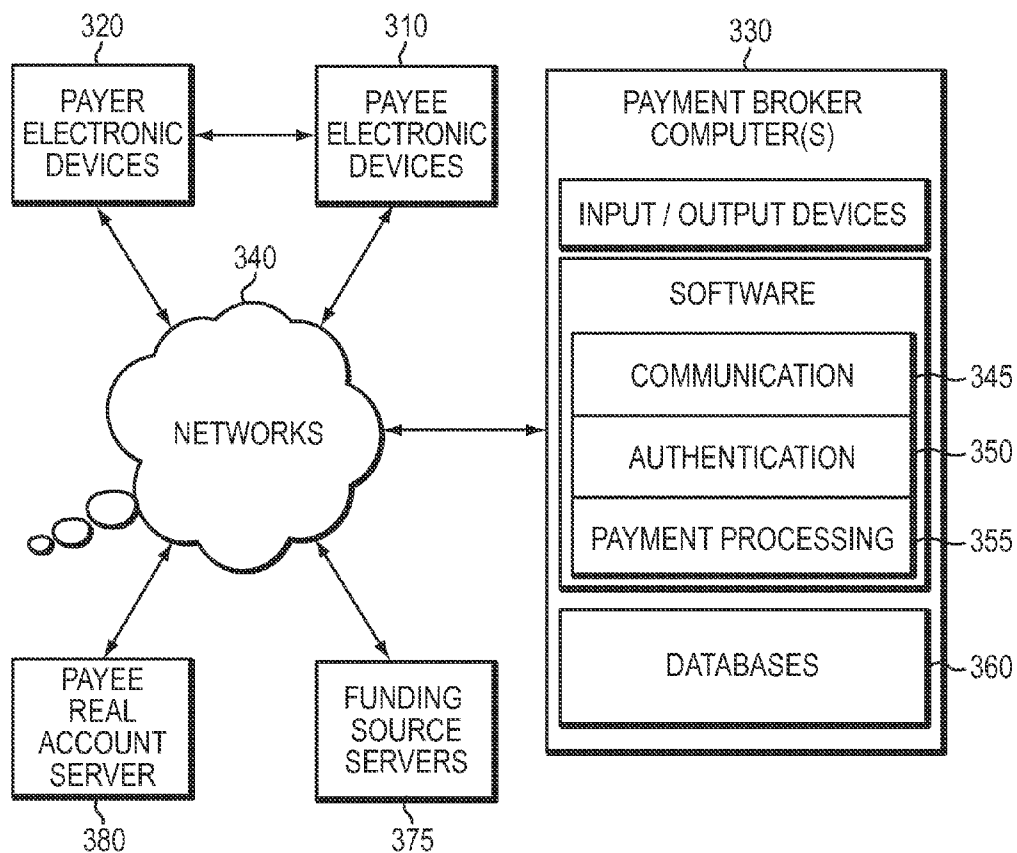 320
310
330
PAYER
ELECTRONIC
DEVICES
PAYEE
ELECTRONIC
DEVICES
PAYMENT BROKER
COMPUTER(S)
INPUT / OUTPUT DEVICES
SOFTWARE
COMMUNICATION
345
AUTHENTICATION
350
PAYMENT PROCESSING
355
DATABASES
360
340
NETWORKS
PAYEE
REAL
ACCOUNT
SERVER
380
FUNDING
SOURCE
SERVERS
375